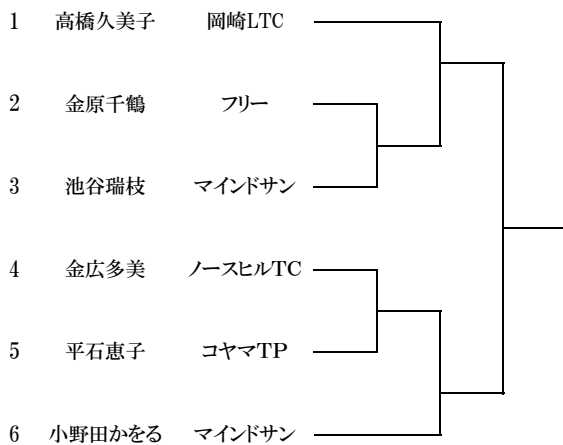 1 高橋久美子 岡崎LTC
2 金原千鶴 フリー
3 池谷瑞枝 マインドサン
4 金広多美 ノースヒルTC
5 平石恵子 コヤマTP
6 小野田かをる マインドサン